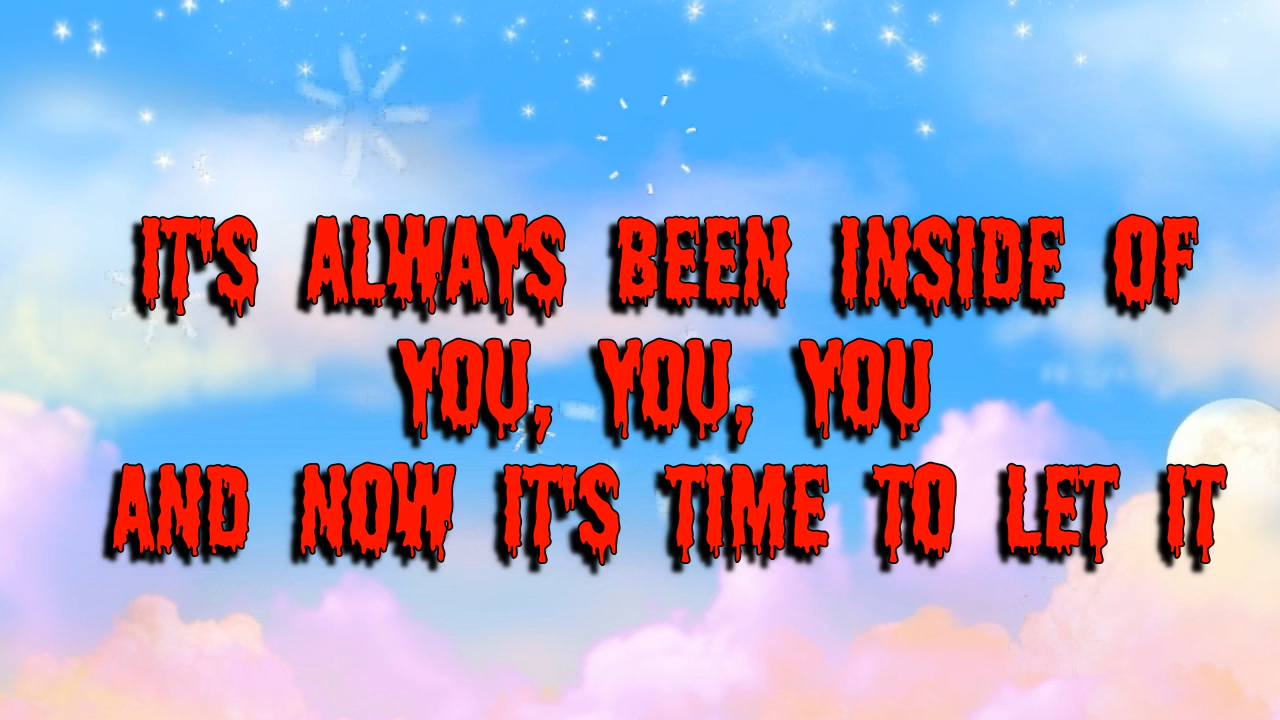 IT'S ALWAYS BEEN INSIDE OF
YOU, YOU, YOU
AND NOW IT'S TIME TO LET IT